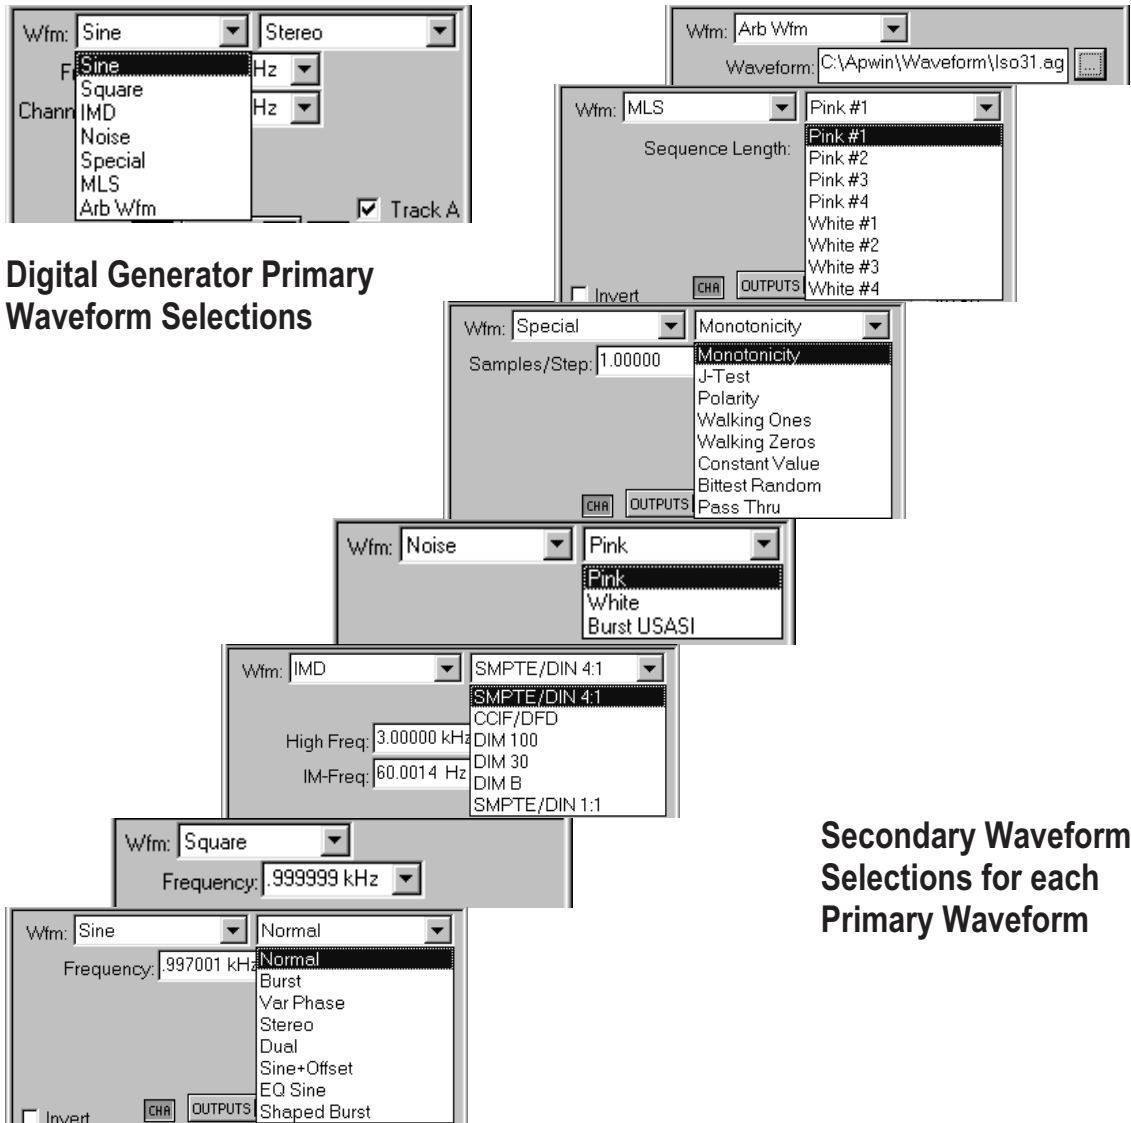 Wfm: Sine Stereo
Sine
Square
IMD
Noise
Special
MLS
Arb Wfm
F Hz
Chann Hz
Track A
Digital Generator Primary
Waveform Selections
Wfm: Arb Wfm
Waveform: C:\Apwin\Waveform\Iso31.ag ...
Wfm: MLS Pink #1
Sequence Length:
Pink #1
Pink #2
Pink #3
Pink #4
White #1
White #2
White #3
White #4
Invert CHA OUTPUTS
Wfm: Special Monotonicity
Samples/Step: 1.00000
Monotonicity
J-Test
Polarity
Walking Ones
Walking Zeros
Constant Value
Bittest Random
Pass Thru
CHA OUTPUTS
Wfm: Noise Pink
Pink
White
Burst USASI
Wfm: IMD SMPTE/DIN 4:1
SMPTE/DIN 4:1
CCIF/DFD
DIM 100
DIM 30
DIM B
SMPTE/DIN 1:1
High Freq: 3.00000 kHz
IM-Freq: 60.0014 Hz
Wfm: Square
Frequency: .999999 kHz
Secondary Waveform
Selections for each
Primary Waveform
Wfm: Sine Normal
Frequency: .997001 kHz
Normal
Burst
Var Phase
Stereo
Dual
Sine+Offset
EQ Sine
Shaped Burst
Invert CHA OUTPUTS